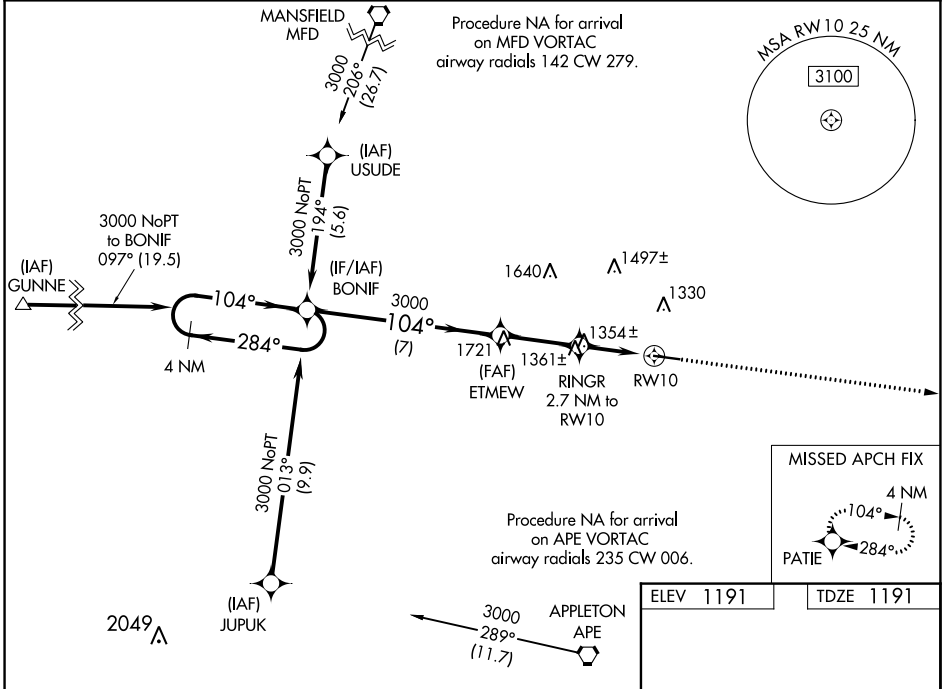 MANSFIELD
MFD
3000
206°
(26.7)
Procedure NA for arrival
on MFD VORTAC
airway radials 142 CW 279.
MSA RW10 25 NM
3100
(IAF)
USUDE
3000 NoPT
194°
(5.6)
3000 NoPT
to BONIF
097° (19.5)
(IAF)
GUNNE
104°
284°
4 NM
(IF/IAF)
BONIF
3000
104°
(7)
1640
1497±
1330
1354±
1721
1361±
(FAF)
ETMEW
RINGR
2.7 NM to
RW10
RW10
3000 NoPT
013°
(9.9)
(IAF)
JUPUK
2049
Procedure NA for arrival
on APE VORTAC
airway radials 235 CW 006.
3000
289°
(11.7)
APPLETON
APE
MISSED APCH FIX
4 NM
104°
284°
PATIE
ELEV 1191
TDZE 1191